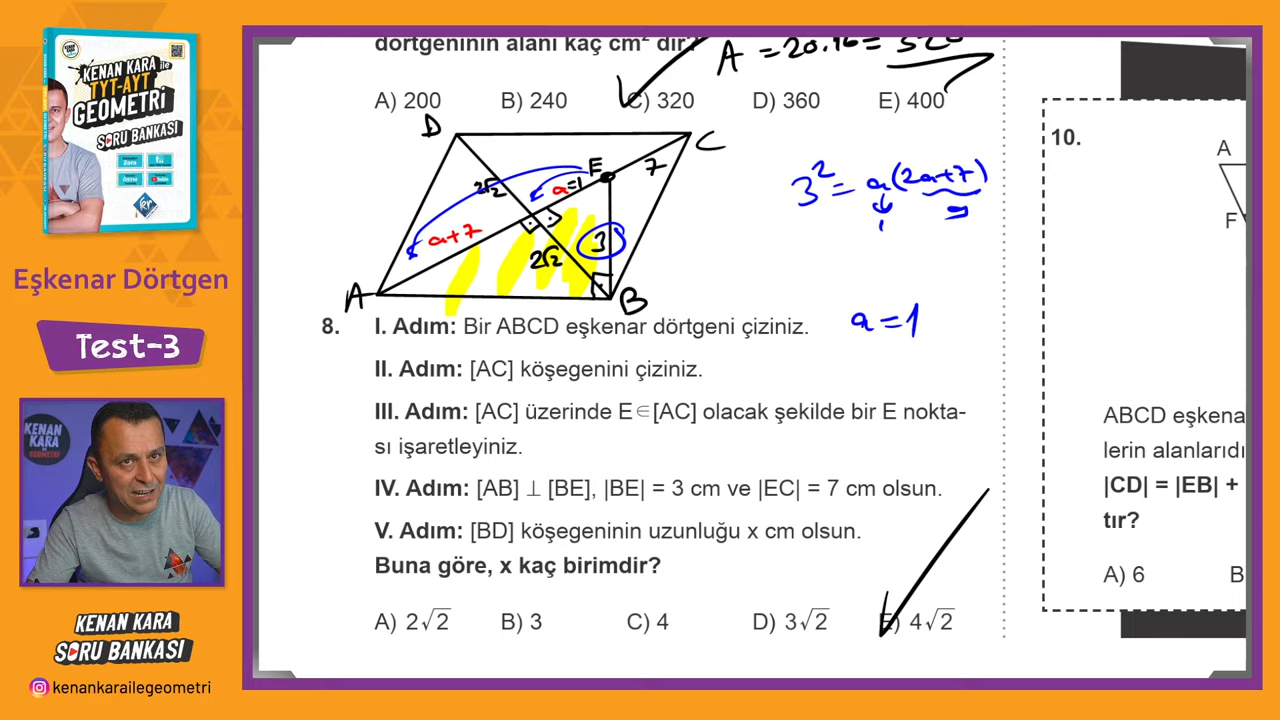 KENAN KARA ile
TYT-AYT
GEOMETRİ
SORU BANKASI
Eşkenar Dörtgen
Test-3
KENAN KARA
SORU BANKASI
kenankarailegeometri
dörtgeninin alanı kaç cm² dir?
A = 20.16 = 320
A) 200 B) 240 C) 320 D) 360 E) 400
D
C
E
7
2√2
a=1
a+7
3
2√2
A
B
3² = a(2a+7)
1
9
a = 1
8. I. Adım: Bir ABCD eşkenar dörtgeni çiziniz.
II. Adım: [AC] köşegenini çiziniz.
III. Adım: [AC] üzerinde E∈[AC] olacak şekilde bir E nokta-
sı işaretleyiniz.
IV. Adım: [AB] ⊥ [BE], |BE| = 3 cm ve |EC| = 7 cm olsun.
V. Adım: [BD] köşegeninin uzunluğu x cm olsun.
Buna göre, x kaç birimdir?
A) 2√2 B) 3 C) 4 D) 3√2 E) 4√2
10.
A
F
ABCD eşkena
lerin alanlarıdı
|CD| = |EB| +
tır?
A) 6 B